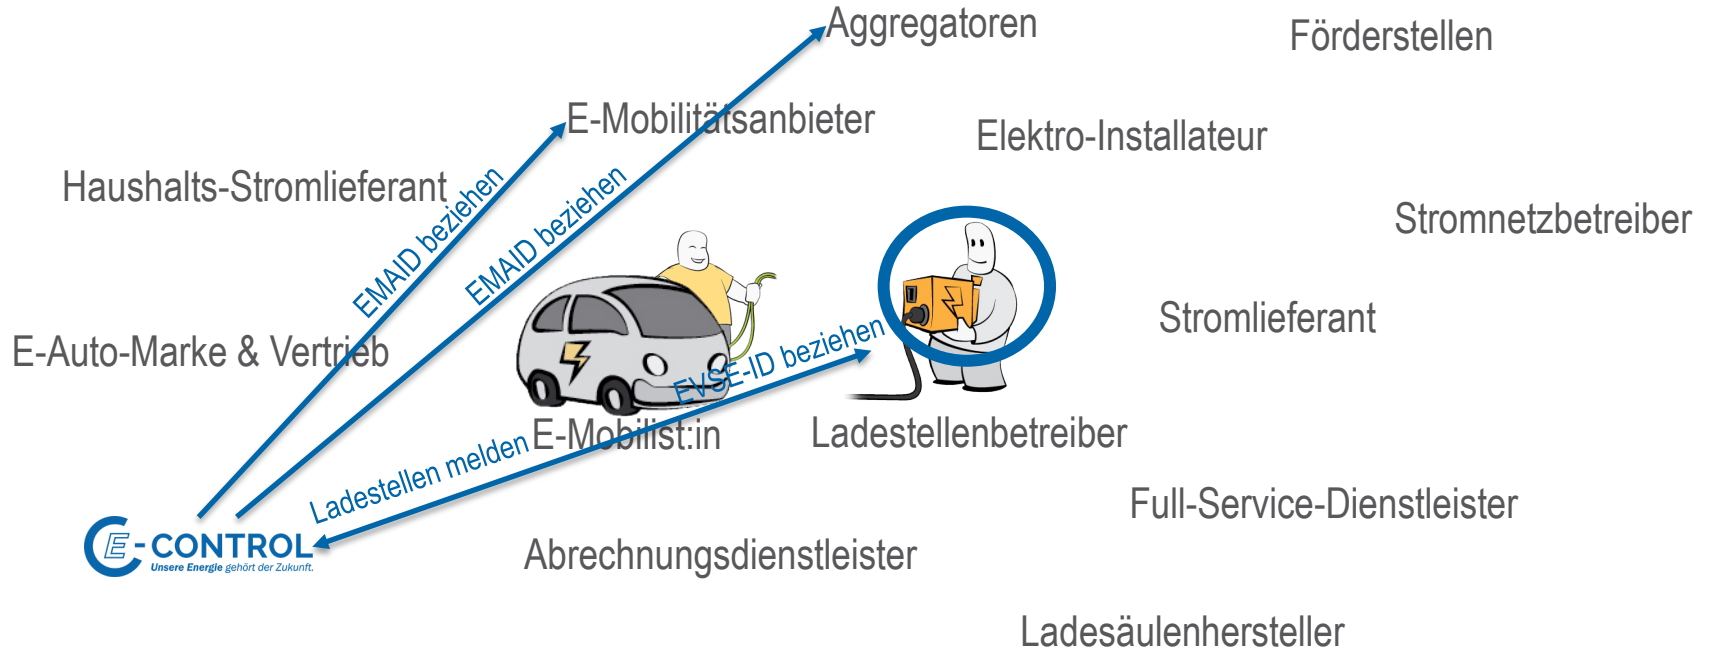 Aggregatoren
Förderstellen
E-Mobilitätsanbieter
Elektro-Installateur
Haushalts-Stromlieferant
EMAID beziehen
EMAID beziehen
Stromnetzbetreiber
Stromlieferant
E-Auto-Marke & Vertrieb
EVSE-ID beziehen
E-Mobilist:in
Ladestellenbetreiber
Ladestellen melden
Full-Service-Dienstleister
E-CONTROL
Unsere Energie gehört der Zukunft.
Abrechnungsdienstleister
Ladesäulenhersteller